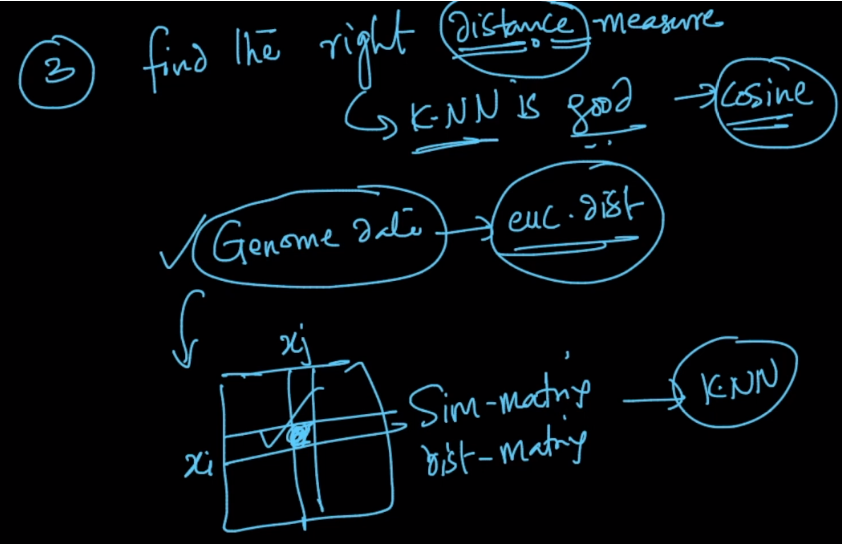 3 find the right distance measure
K-NN is good → cosine
✓ Genome data → euc. dist
xj
xi
Sim-matrix → K-NN
Dist-matrix